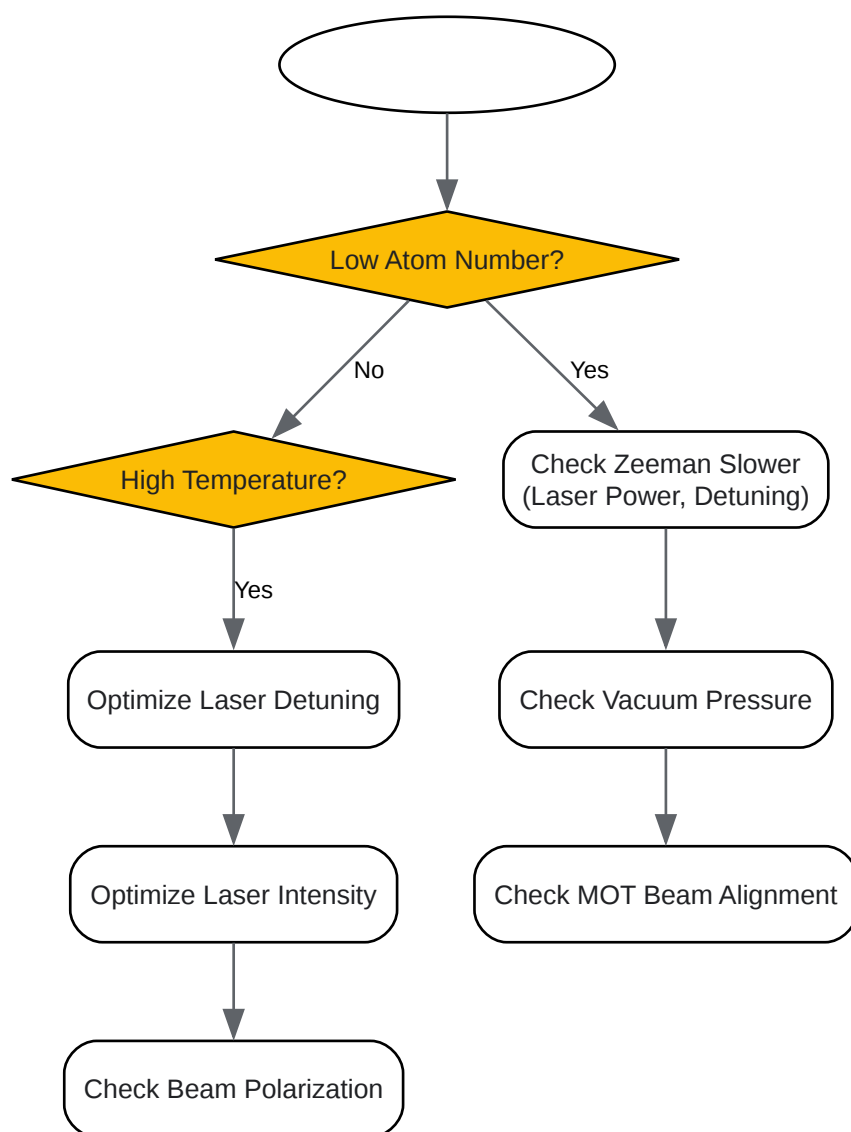 Low Atom Number?
No
Yes
High Temperature?
Check Zeeman Slower
(Laser Power, Detuning)
Yes
Optimize Laser Detuning
Check Vacuum Pressure
Optimize Laser Intensity
Check MOT Beam Alignment
Check Beam Polarization